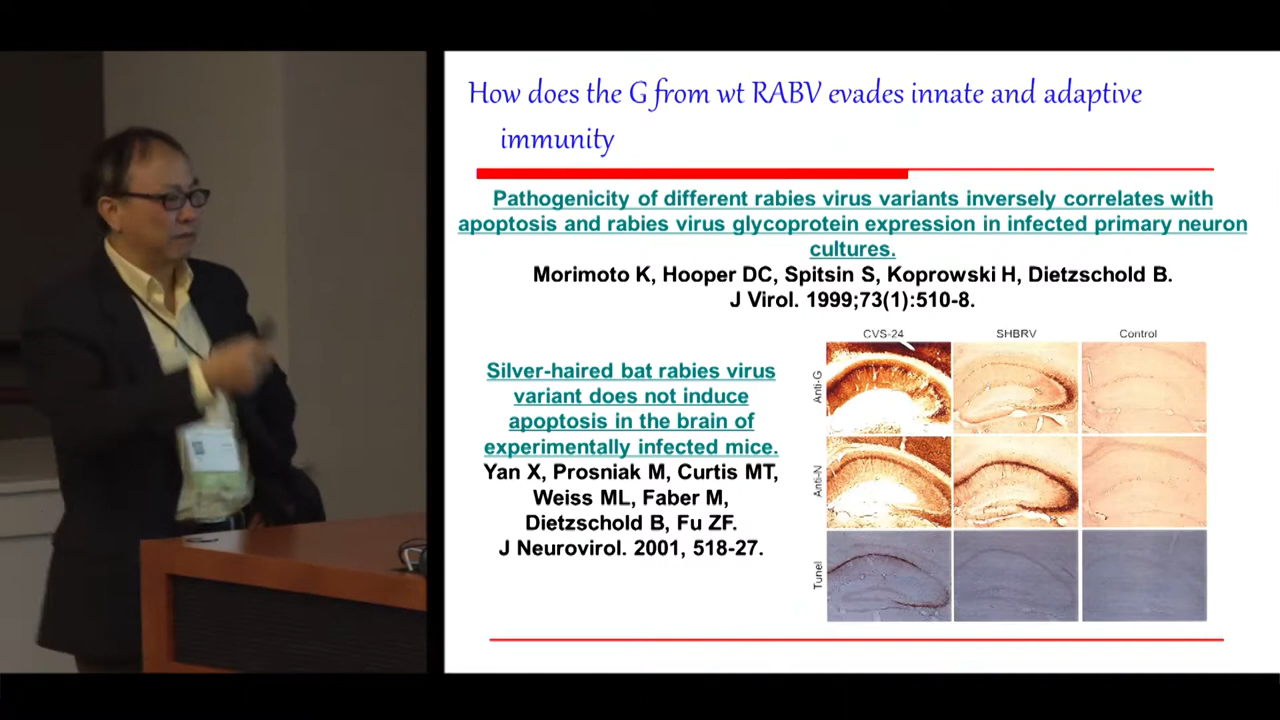 How does the G from wt RABV evades innate and adaptive
immunity
Pathogenicity of different rabies virus variants inversely correlates with
apoptosis and rabies virus glycoprotein expression in infected primary neuron
cultures.
Morimoto K, Hooper DC, Spitsin S, Koprowski H, Dietzschold B.
J Virol. 1999;73(1):510-8.
Silver-haired bat rabies virus
variant does not induce
apoptosis in the brain of
experimentally infected mice.
Yan X, Prosniak M, Curtis MT,
Weiss ML, Faber M,
Dietzschold B, Fu ZF.
J Neurovirol. 2001, 518-27.
CVS-24 SHBRV Control
Anti-G
Anti-N
Tunel